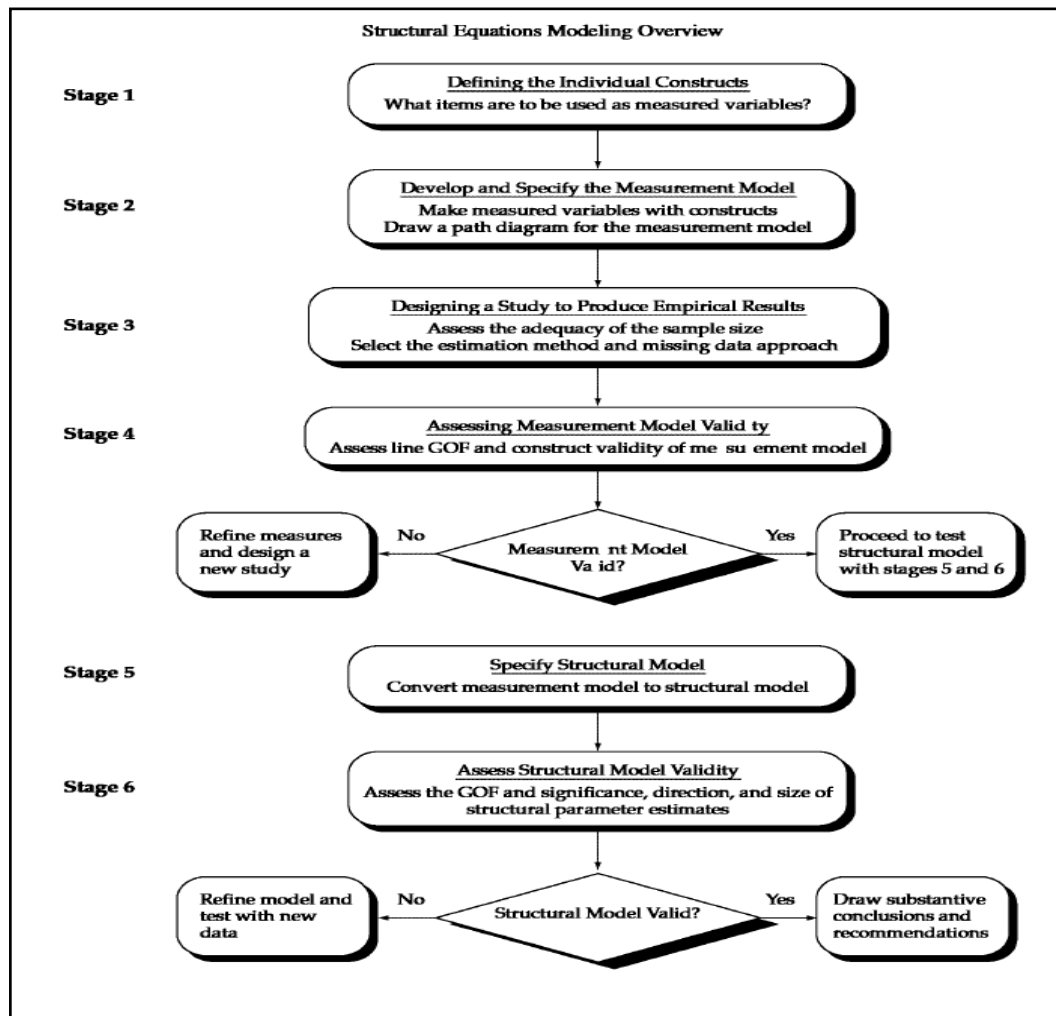 Structural Equations Modeling Overview
Stage 1
Defining the Individual Constructs
What items are to be used as measured variables?
Stage 2
Develop and Specify the Measurement Model
Make measured variables with constructs
Draw a path diagram for the measurement model
Stage 3
Designing a Study to Produce Empirical Results
Assess the adequacy of the sample size
Select the estimation method and missing data approach
Stage 4
Assessing Measurement Model Valid ty
Assess line GOF and construct validity of me su ement model
Refine measures
and design a
new study
No
Measurem nt Model
Va id?
Yes
Proceed to test
structural model
with stages 5 and 6
Stage 5
Specify Structural Model
Convert measurement model to structural model
Stage 6
Assess Structural Model Validity
Assess the GOF and significance, direction, and size of
structural parameter estimates
Refine model and
test with new
data
No
Structural Model Valid?
Yes
Draw substantive
conclusions and
recommendations